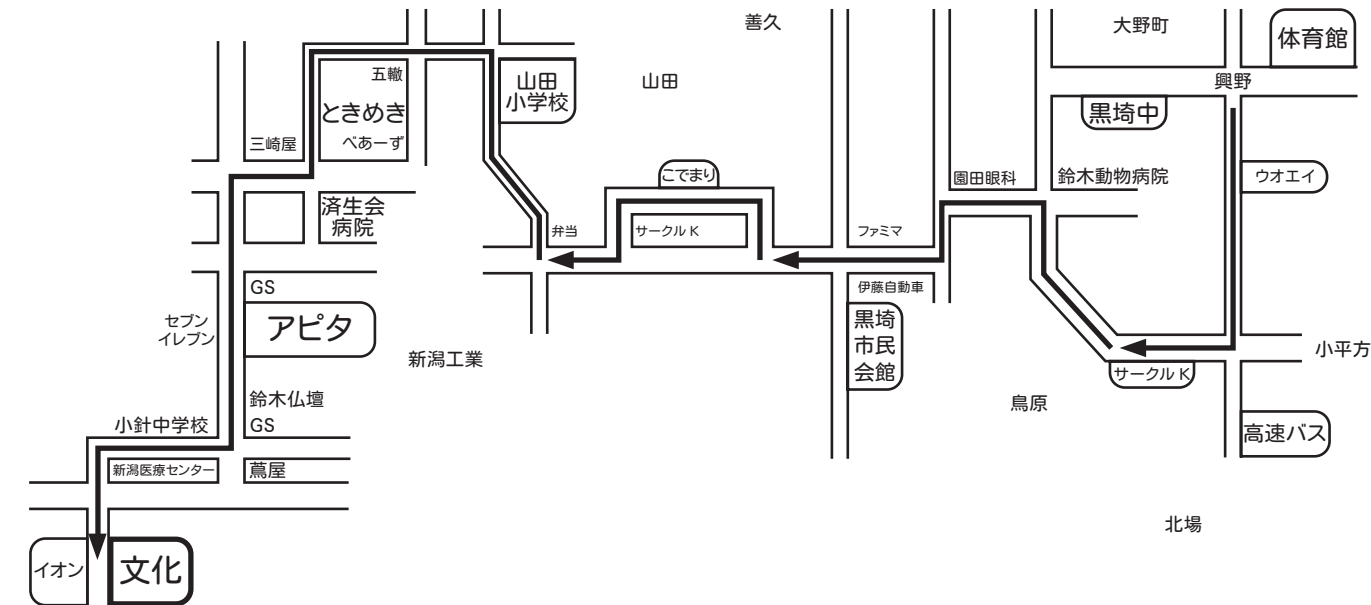 善久
大野町
体育館
五轍
ときめき
べあーず
山田
小学校
山田
興野
黒埼中
三崎屋
こでまり
園田眼科
鈴木動物病院
ウオエイ
済生会
病院
弁当
サークル K
ファミマ
GS
伊藤自動車
セブン
イレブン
アピタ
黒埼
市民
会館
新潟工業
小平方
サークル K
鈴木仏壇
鳥原
小針中学校
GS
高速バス
新潟医療センター
蔦屋
北場
イオン
文化